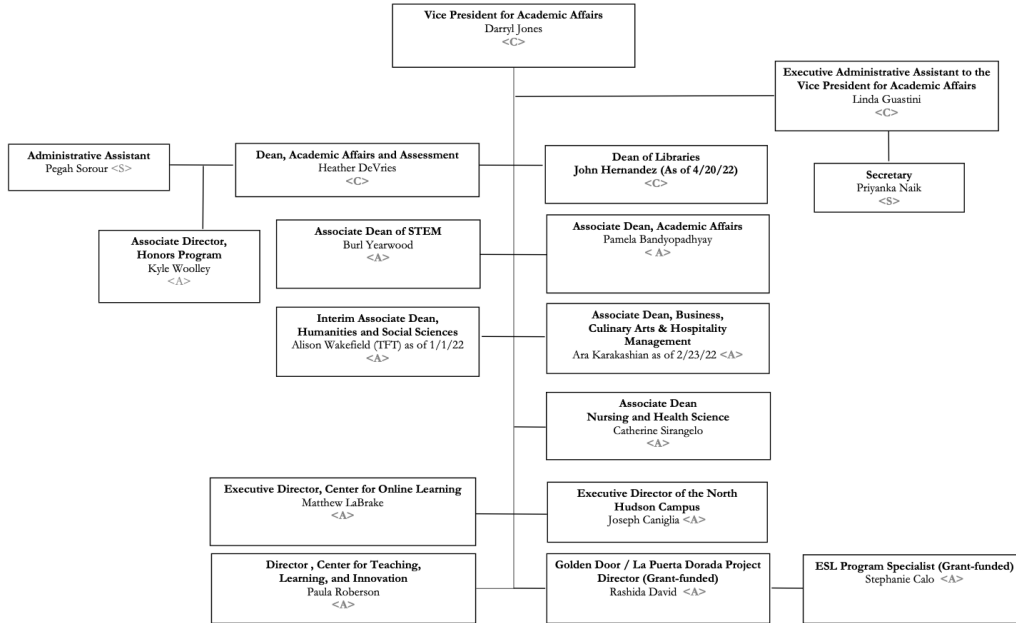 Vice President for Academic Affairs
Darryl Jones
<C>
Executive Administrative Assistant to the
Vice President for Academic Affairs
Linda Guastini
<C>
Administrative Assistant
Pegah Sorour <S>
Dean, Academic Affairs and Assessment
Heather DeVries
<C>
Dean of Libraries
John Hernandez (As of 4/20/22)
<C>
Secretary
Priyanka Naik
<S>
Associate Director,
Honors Program
Kyle Woolley
<A>
Associate Dean of STEM
Burl Yearwood
<A>
Associate Dean, Academic Affairs
Pamela Bandyopadhyay
< A>
Interim Associate Dean,
Humanities and Social Sciences
Alison Wakefield (TFT) as of 1/1/22
<A>
Associate Dean, Business,
Culinary Arts & Hospitality
Management
Ara Karakashian as of 2/23/22 <A>
Associate Dean
Nursing and Health Science
Catherine Sirangelo
<A>
Executive Director, Center for Online Learning
Matthew LaBrake
<A>
Executive Director of the North
Hudson Campus
Joseph Caniglia <A>
Director , Center for Teaching,
Learning, and Innovation
Paula Roberson
<A>
Golden Door / La Puerta Dorada Project
Director (Grant-funded)
Rashida David <A>
ESL Program Specialist (Grant-funded)
Stephanie Calo <A>